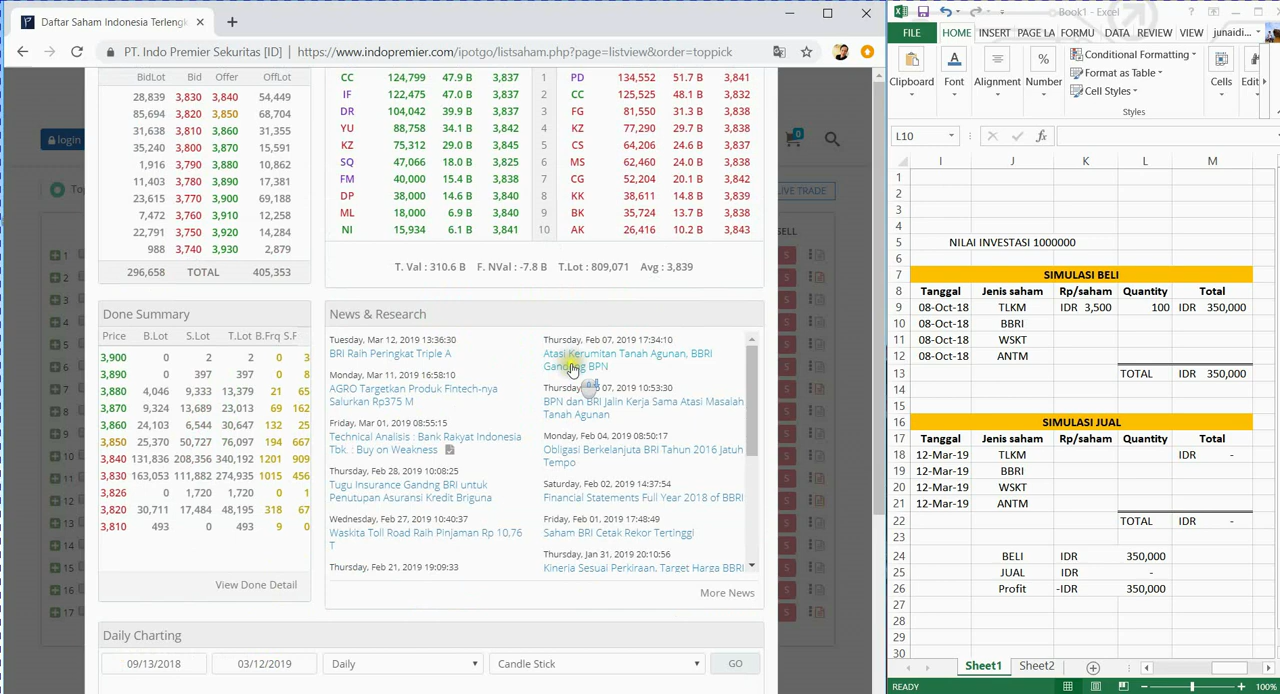 Daftar Saham Indonesia Terlengk
PT. Indo Premier Sekuritas [ID]
https://www.indopremier.com/ipotgo/listsaham.php?page=listview&order=toppick
login
LIVE TRADE
BidLot Bid Offer OffLot
28,839 3,830 3,840 54,449
85,694 3,820 3,850 68,704
31,638 3,810 3,860 31,355
35,240 3,800 3,870 15,591
1,916 3,790 3,880 10,862
11,403 3,780 3,890 17,381
23,615 3,770 3,900 69,188
7,472 3,760 3,910 12,258
22,791 3,750 3,920 14,284
988 3,740 3,930 2,879
296,658 TOTAL 405,353
CC 124,799 47.9 B 3,837 1 PD 134,552 51.7 B 3,841
IF 122,475 47.0 B 3,837 2 CC 125,525 48.1 B 3,832
DR 104,042 39.9 B 3,837 3 FG 81,550 31.3 B 3,838
YU 88,758 34.1 B 3,842 4 KZ 77,290 29.7 B 3,838
KZ 75,312 29.0 B 3,845 5 CS 64,206 24.6 B 3,837
SQ 47,066 18.0 B 3,825 6 MS 62,460 24.0 B 3,838
FM 40,000 15.4 B 3,838 7 CG 52,204 20.1 B 3,842
DP 38,000 14.6 B 3,840 8 KK 38,611 14.8 B 3,839
ML 18,000 6.9 B 3,840 9 BK 35,724 13.7 B 3,838
NI 15,934 6.1 B 3,841 10 AK 26,416 10.2 B 3,843
T. Val : 310.6 B F. NVal : -7.8 B T.Lot : 809,071 Avg : 3,839
Done Summary
Price B.Lot S.Lot T.Lot B.Frq S.F
3,900 0 2 2 0 3
3,890 0 397 397 0 8
3,880 4,046 9,333 13,379 21 65
3,870 9,324 13,689 23,013 69 162
3,860 24,103 6,544 30,647 132 25
3,850 25,370 50,727 76,097 194 667
3,840 131,836 208,356 340,192 1201 909
3,830 163,053 111,882 274,935 1015 456
3,826 0 1,720 1,720 0 1
3,820 30,711 17,484 48,195 318 67
3,810 493 0 493 9 0
View Done Detail
News & Research
Tuesday, Mar 12, 2019 13:36:30
BRI Raih Peringkat Triple A
Monday, Mar 11, 2019 16:58:10
AGRO Targetkan Produk Fintech-nya
Salurkan Rp375 M
Friday, Mar 01, 2019 08:55:15
Technical Analisis : Bank Rakyat Indonesia
Tbk. : Buy on Weakness
Thursday, Feb 28, 2019 10:08:25
Tugu Insurance Gandng BRI untuk
Penutupan Asuransi Kredit Briguna
Wednesday, Feb 27, 2019 10:40:37
Waskita Toll Road Raih Pinjaman Rp 10,76
T
Thursday, Feb 21, 2019 19:09:33
Thursday, Feb 07, 2019 17:34:10
Atasi Kerumitan Tanah Agunan, BBRI
BPN
07, 2019 10:53:30
BPN dan BRI Jalin Kerja Sama Atasi Masalah
Tanah Agunan
Monday, Feb 04, 2019 08:50:17
Obligasi Berkelanjutan BRI Tahun 2016 Jatuh
Tempo
Saturday, Feb 02, 2019 14:37:54
Financial Statements Full Year 2018 of BBRI
Friday, Feb 01, 2019 17:48:49
Saham BRI Cetak Rekor Tertinggi
Thursday, Jan 31, 2019 20:10:56
Kinerja Sesuai Perkiraan, Target Harga BBRI
More News
Daily Charting
09/13/2018 03/12/2019 Daily Candle Stick GO
Book1 - Excel
FILE HOME INSERT PAGE LA FORMU DATA REVIEW VIEW junaidi...
Clipboard Font Alignment Number
Conditional Formatting
Format as Table
Cell Styles
Styles
Cells
Edit
L10
I J K L M
1
2
3
4
5 NILAI INVESTASI 1000000
6
7 SIMULASI BELI
8 Tanggal Jenis saham Rp/saham Quantity Total
9 08-Oct-18 TLKM IDR 3,500 100 IDR 350,000
10 08-Oct-18 BBRI
11 08-Oct-18 WSKT
12 08-Oct-18 ANTM
13 TOTAL IDR 350,000
14
15
16 SIMULASI JUAL
17 Tanggal Jenis saham Rp/saham Quantity Total
18 12-Mar-19 TLKM IDR -
19 12-Mar-19 BBRI
20 12-Mar-19 WSKT
21 12-Mar-19 ANTM
22 TOTAL IDR -
23
24 BELI IDR 350,000
25 JUAL IDR -
26 Profit -IDR 350,000
27
28
29
30
Sheet1 Sheet2
READY 100%